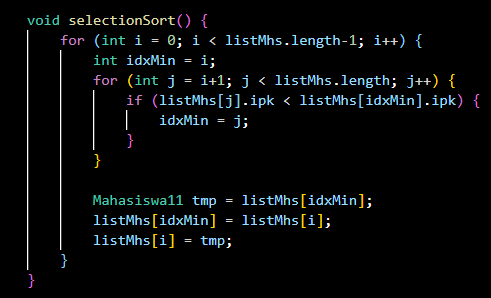 void selectionSort() {
    for (int i = 0; i < listMhs.length-1; i++) {
        int idxMin = i;
        for (int j = i+1; j < listMhs.length; j++) {
            if (listMhs[j].ipk < listMhs[idxMin].ipk) {
                idxMin = j;
            }
        }

        Mahasiswa11 tmp = listMhs[idxMin];
        listMhs[idxMin] = listMhs[i];
        listMhs[i] = tmp;
    }
}